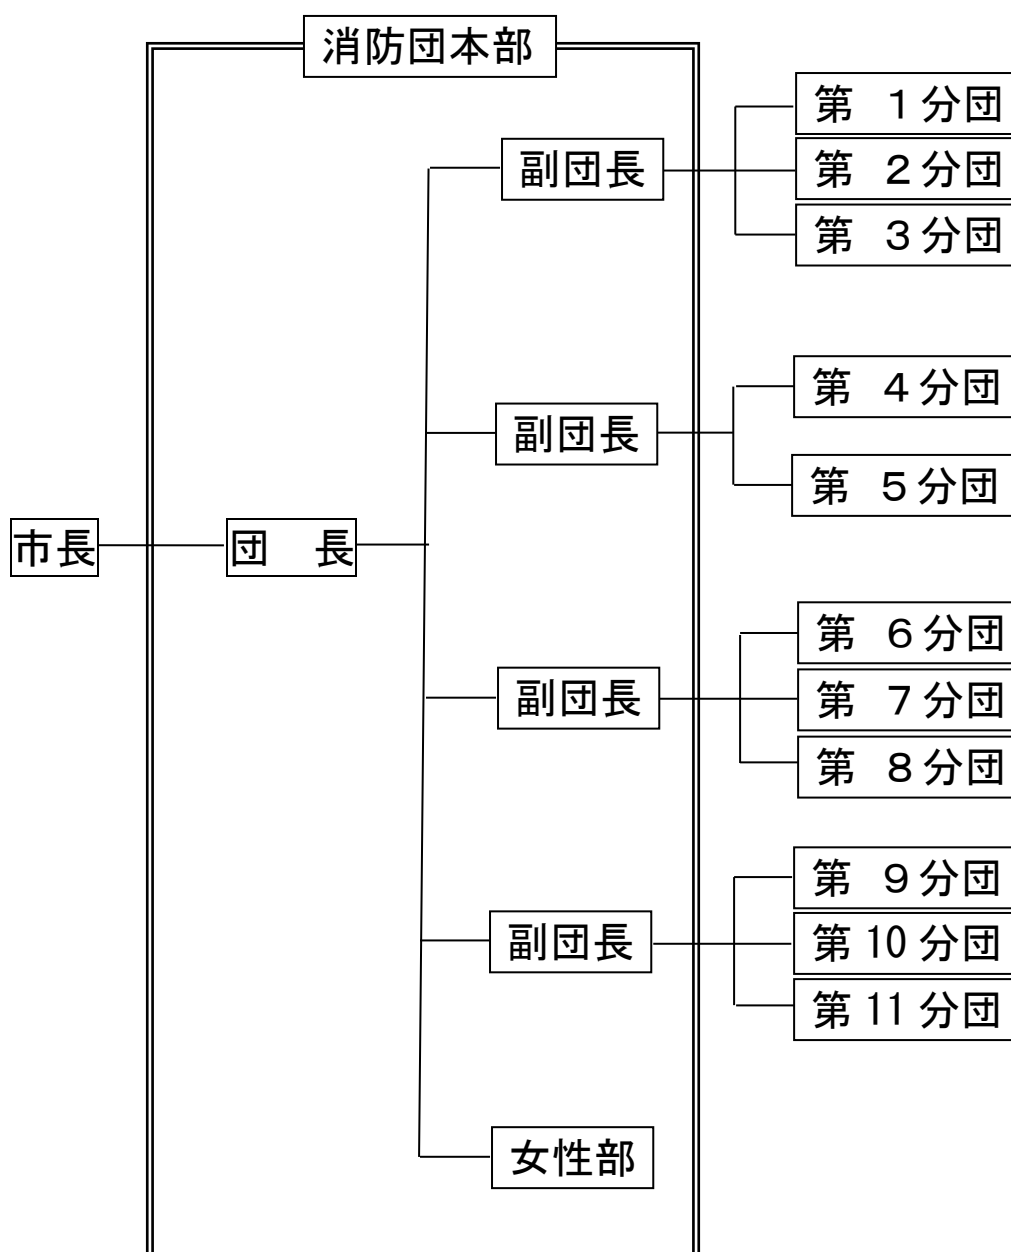 消防団本部
市長
団　長
副団長
第　１分団
第　２分団
第　３分団
副団長
第　４分団
第　５分団
副団長
第　６分団
第　７分団
第　８分団
副団長
第　９分団
第 10 分団
第 11 分団
女性部